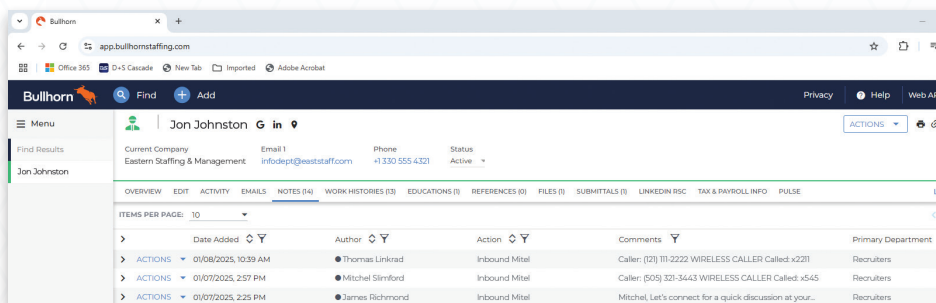 Bullhorn
app.bullhornstaffing.com
Office 365 D+S D+S Cascade New Tab Imported Adobe Acrobat
Bullhorn Find Add Privacy Help Web AP
Menu Jon Johnston G in ACTIONS
Find Results Current Company Email 1 Phone Status
Eastern Staffing & Management infodept@eaststaff.com +1 330 555 4321 Active
Jon Johnston
OVERVIEW EDIT ACTIVITY EMAILS NOTES (14) WORK HISTORIES (13) EDUCATIONS (1) REFERENCES (0) FILES (1) SUBMITTALS (1) LINKEDIN RSC TAX & PAYROLL INFO PULSE L
ITEMS PER PAGE: 10
Date Added Author Action Comments Primary Department
ACTIONS 01/08/2025, 10:39 AM Thomas Linkrad Inbound Mitel Caller: (121) 111-2222 WIRELESS CALLER Called: x2211 Recruiters
ACTIONS 01/07/2025, 2:57 PM Mitchel Slimford Inbound Mitel Caller: (505) 321-3443 WIRELESS CALLER Called: x545 Recruiters
ACTIONS 01/07/2025, 2:25 PM James Richmond Inbound Mitel Mitchel, Let's connect for a quick discussion at your... Recruiters